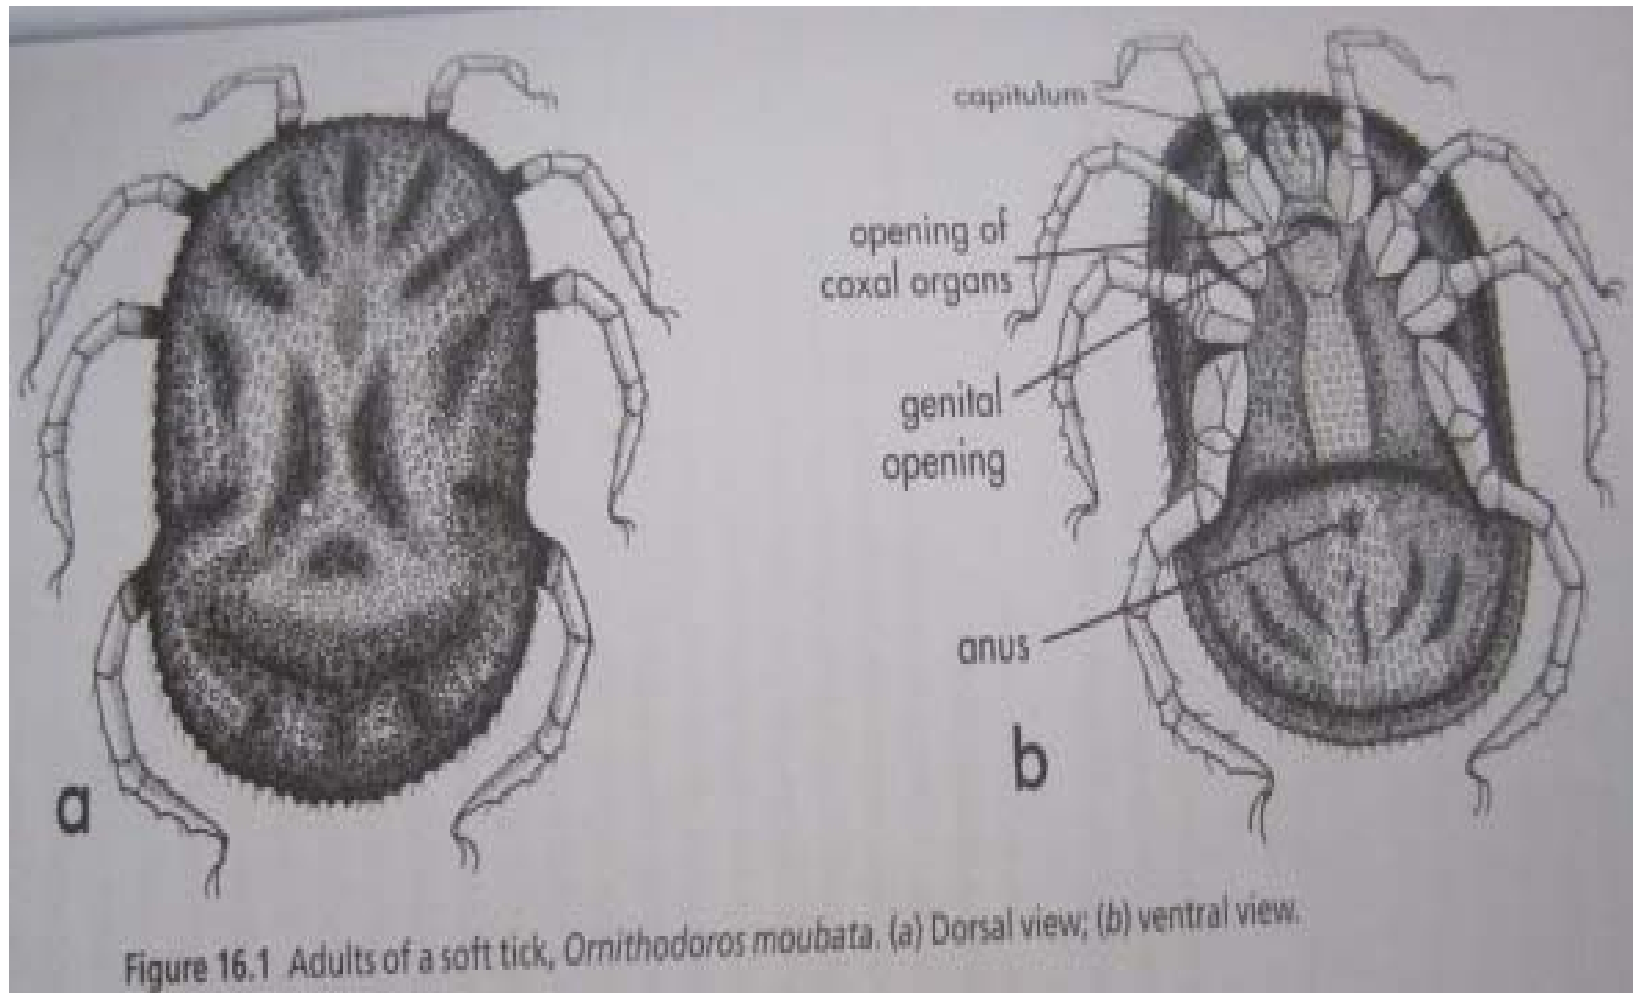 capitulum
opening of
coxal organs
genital
opening
anus
a
b
Figure 16.1 Adults of a soft tick, Ornithodoros moubata. (a) Dorsal view; (b) ventral view.